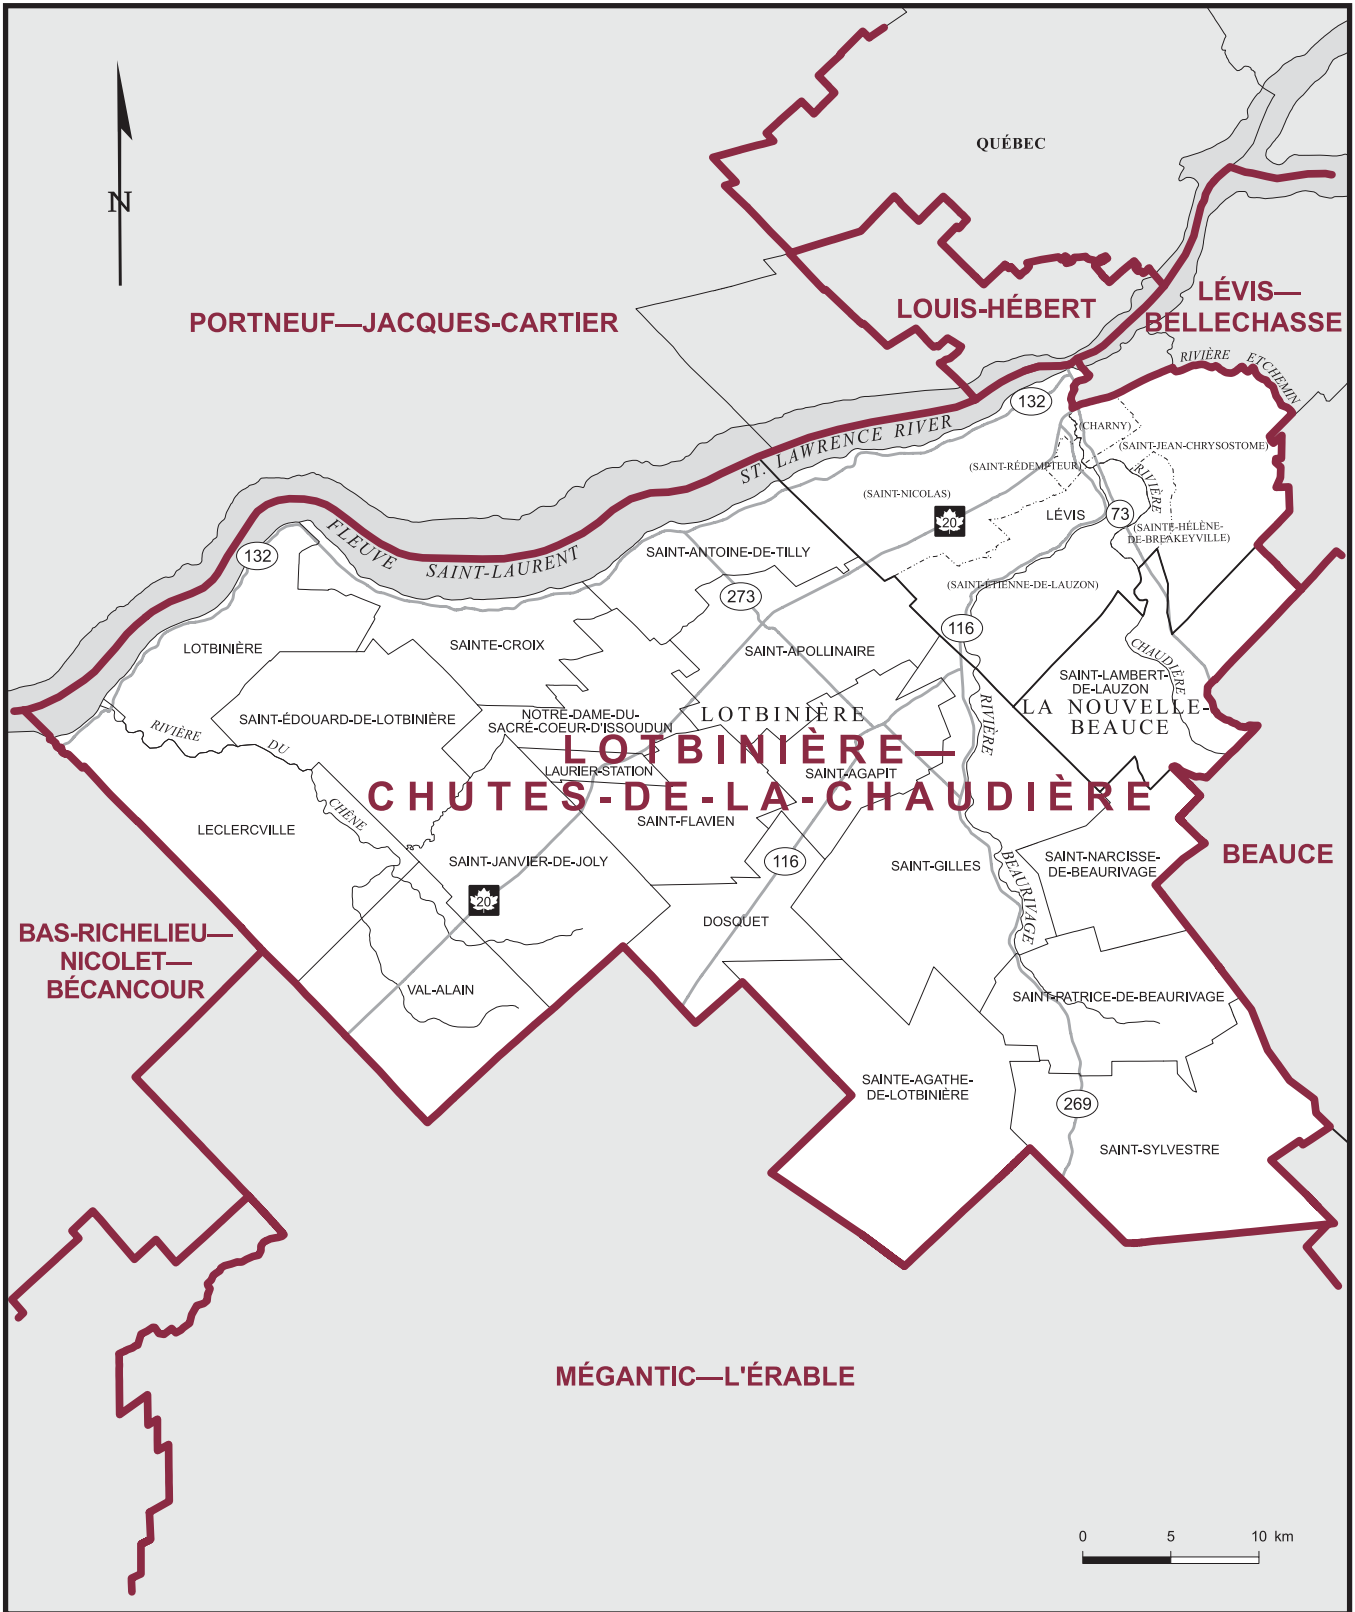 QUÉBEC
N
PORTNEUF—JACQUES-CARTIER
LOUIS-HÉBERT
LÉVIS—
BELLECHASSE
RIVIÈRE ETCHEMIN
132
(CHARNY)
(SAINT-JEAN-CHRYSOSTOME)
ST. LAWRENCE RIVER
(SAINT-RÉDEMPTEUR)
RIVIÈRE
(SAINT-NICOLAS)
20
LÉVIS
73
(SAINTE-HÉLÈNE-
DE-BREAKEYVILLE)
FLEUVE SAINT-LAURENT
132
SAINT-ANTOINE-DE-TILLY
273
(SAINT-ÉTIENNE-DE-LAUZON)
116
LOTBINIÈRE
SAINTE-CROIX
SAINT-APOLLINAIRE
CHAUDIÈRE
SAINT-LAMBERT-
DE-LAUZON
LA NOUVELLE-
BEAUCE
RIVIÈRE
SAINT-ÉDOUARD-DE-LOTBINIÈRE
NOTRE-DAME-DU-
SACRÉ-COEUR-D'ISSOUDUN
LOTBINIÈRE
RIVIÈRE DU CHÊNE
LOTBINIÈRE—
CHUTES-DE-LA-CHAUDIÈRE
LAURIER-STATION
SAINT-AGAPIT
SAINT-FLAVIEN
LECLERCVILLE
SAINT-JANVIER-DE-JOLY
116
SAINT-GILLES
BEAURIVAGE
SAINT-NARCISSE-
DE-BEAURIVAGE
BEAUCE
20
DOSQUET
BAS-RICHELIEU—
NICOLET—
BÉCANCOUR
VAL-ALAIN
SAINT-PATRICE-DE-BEAURIVAGE
SAINTE-AGATHE-
DE-LOTBINIÈRE
269
SAINT-SYLVESTRE
MÉGANTIC—L'ÉRABLE
0 5 10 km